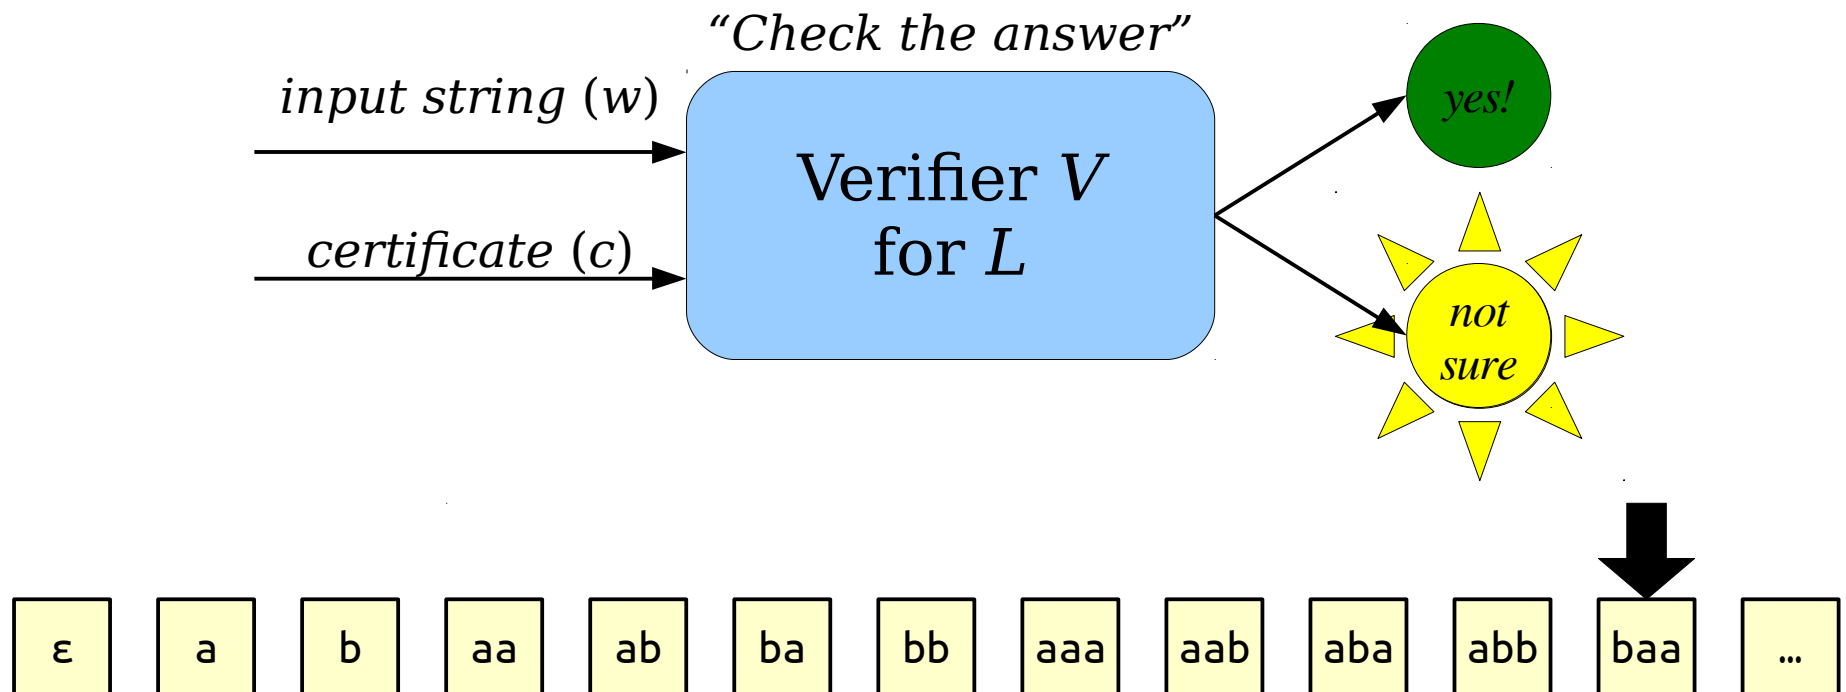 “Check the answer”
input string (w)
certificate (c)
Verifier V
for L
yes!
not
sure
ε a b aa ab ba bb aaa aab aba abb baa …